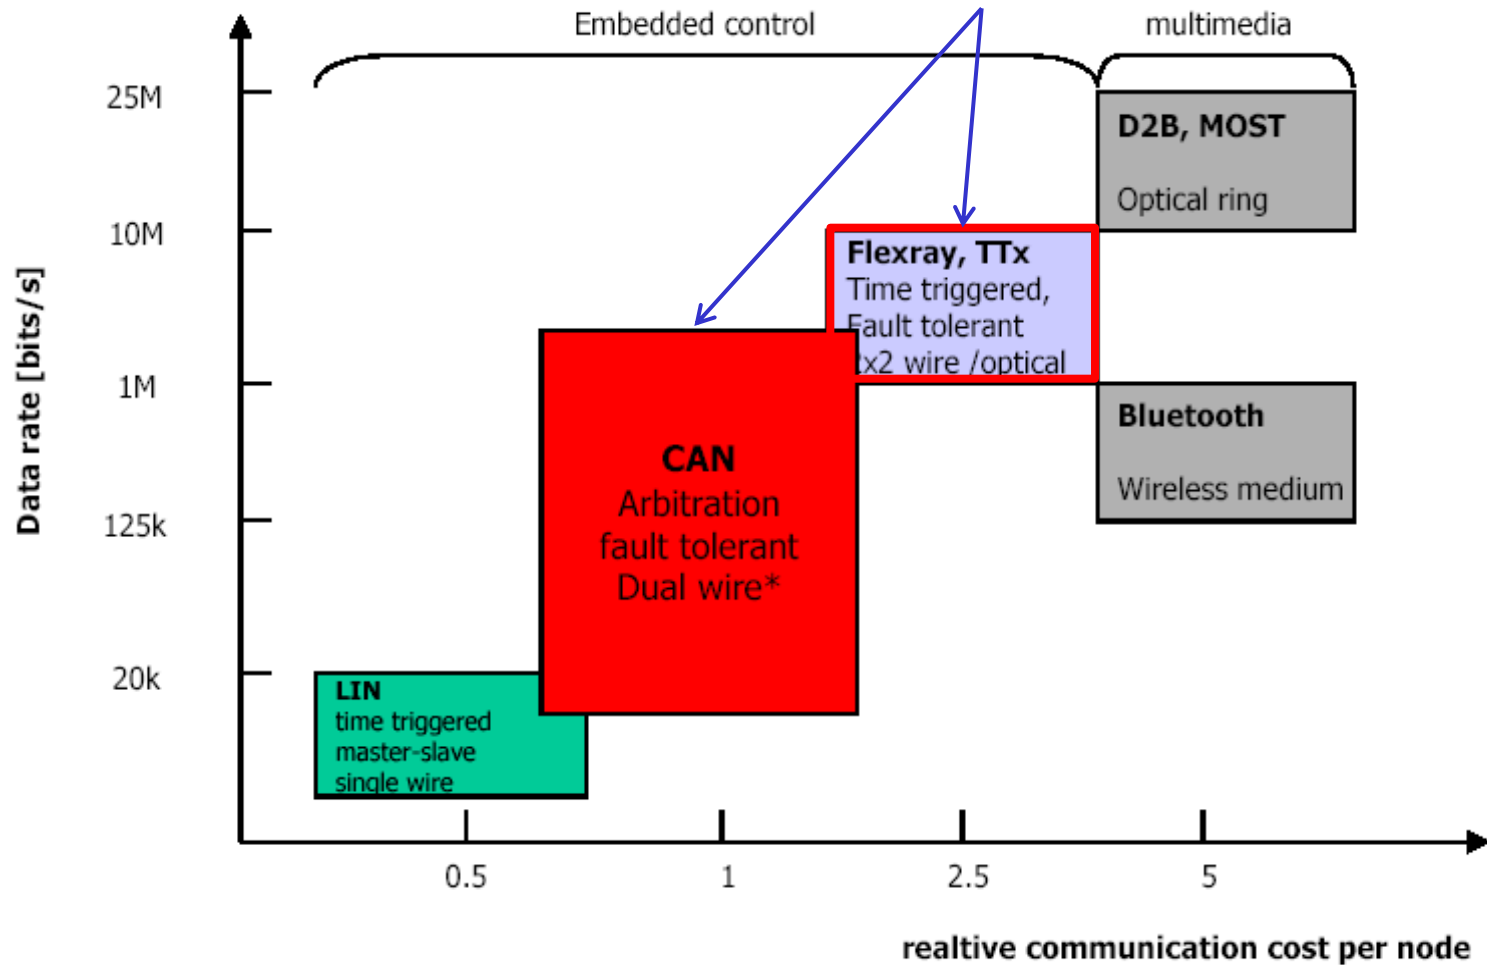 Embedded control
multimedia
25M
10M
1M
125k
20k
Data rate [bits/s]
D2B, MOST
Optical ring
Flexray, TTx
Time triggered,
Fault tolerant
2x2 wire /optical
Bluetooth
Wireless medium
CAN
Arbitration
fault tolerant
Dual wire*
LIN
time triggered
master-slave
single wire
0.5
1
2.5
5
realtive communication cost per node